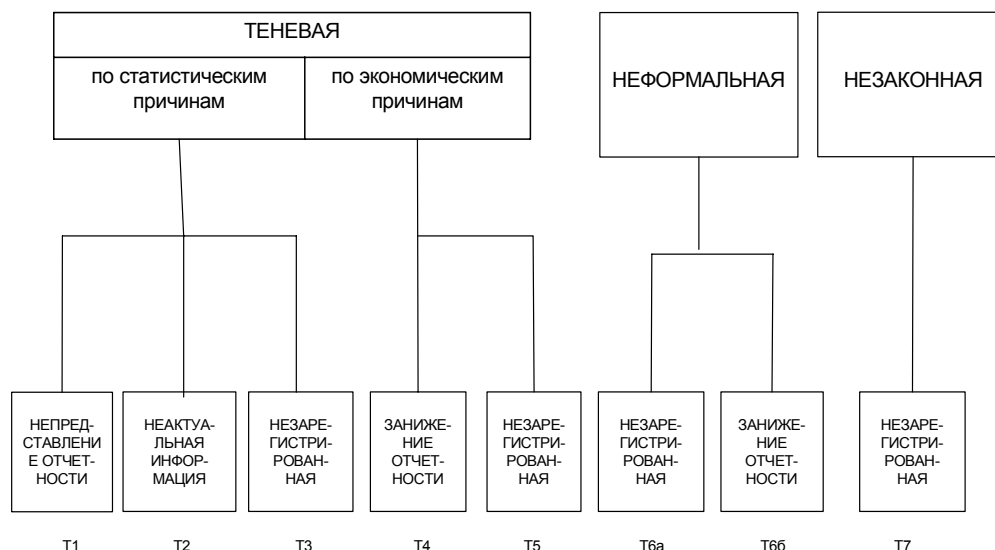 ТЕНЕВАЯ
по статистическим
причинам
по экономическим
причинам
НЕФОРМАЛЬНАЯ
НЕЗАКОННАЯ
НЕПРЕД-
СТАВЛЕНИ
Е ОТЧЕТ-
НОСТИ
НЕАКТУА-
ЛЬНАЯ
ИНФОР-
МАЦИЯ
НЕЗАРЕ-
ГИСТРИ-
РОВАН-
НАЯ
ЗАНИЖЕ-
НИЕ
ОТЧЕТ-
НОСТИ
НЕЗАР-
ЕГИСТРИ-
РОВАН-
НАЯ
НЕЗАРЕ-
ГИСТРИ-
РОВАН-
НАЯ
ЗАНИЖЕ-
НИЕ
ОТЧЕТ-
НОСТИ
НЕЗАРЕ-
ГИСТРИ-
РОВАН-
НАЯ
Т1
Т2
Т3
Т4
Т5
Т6а
Т6б
Т7